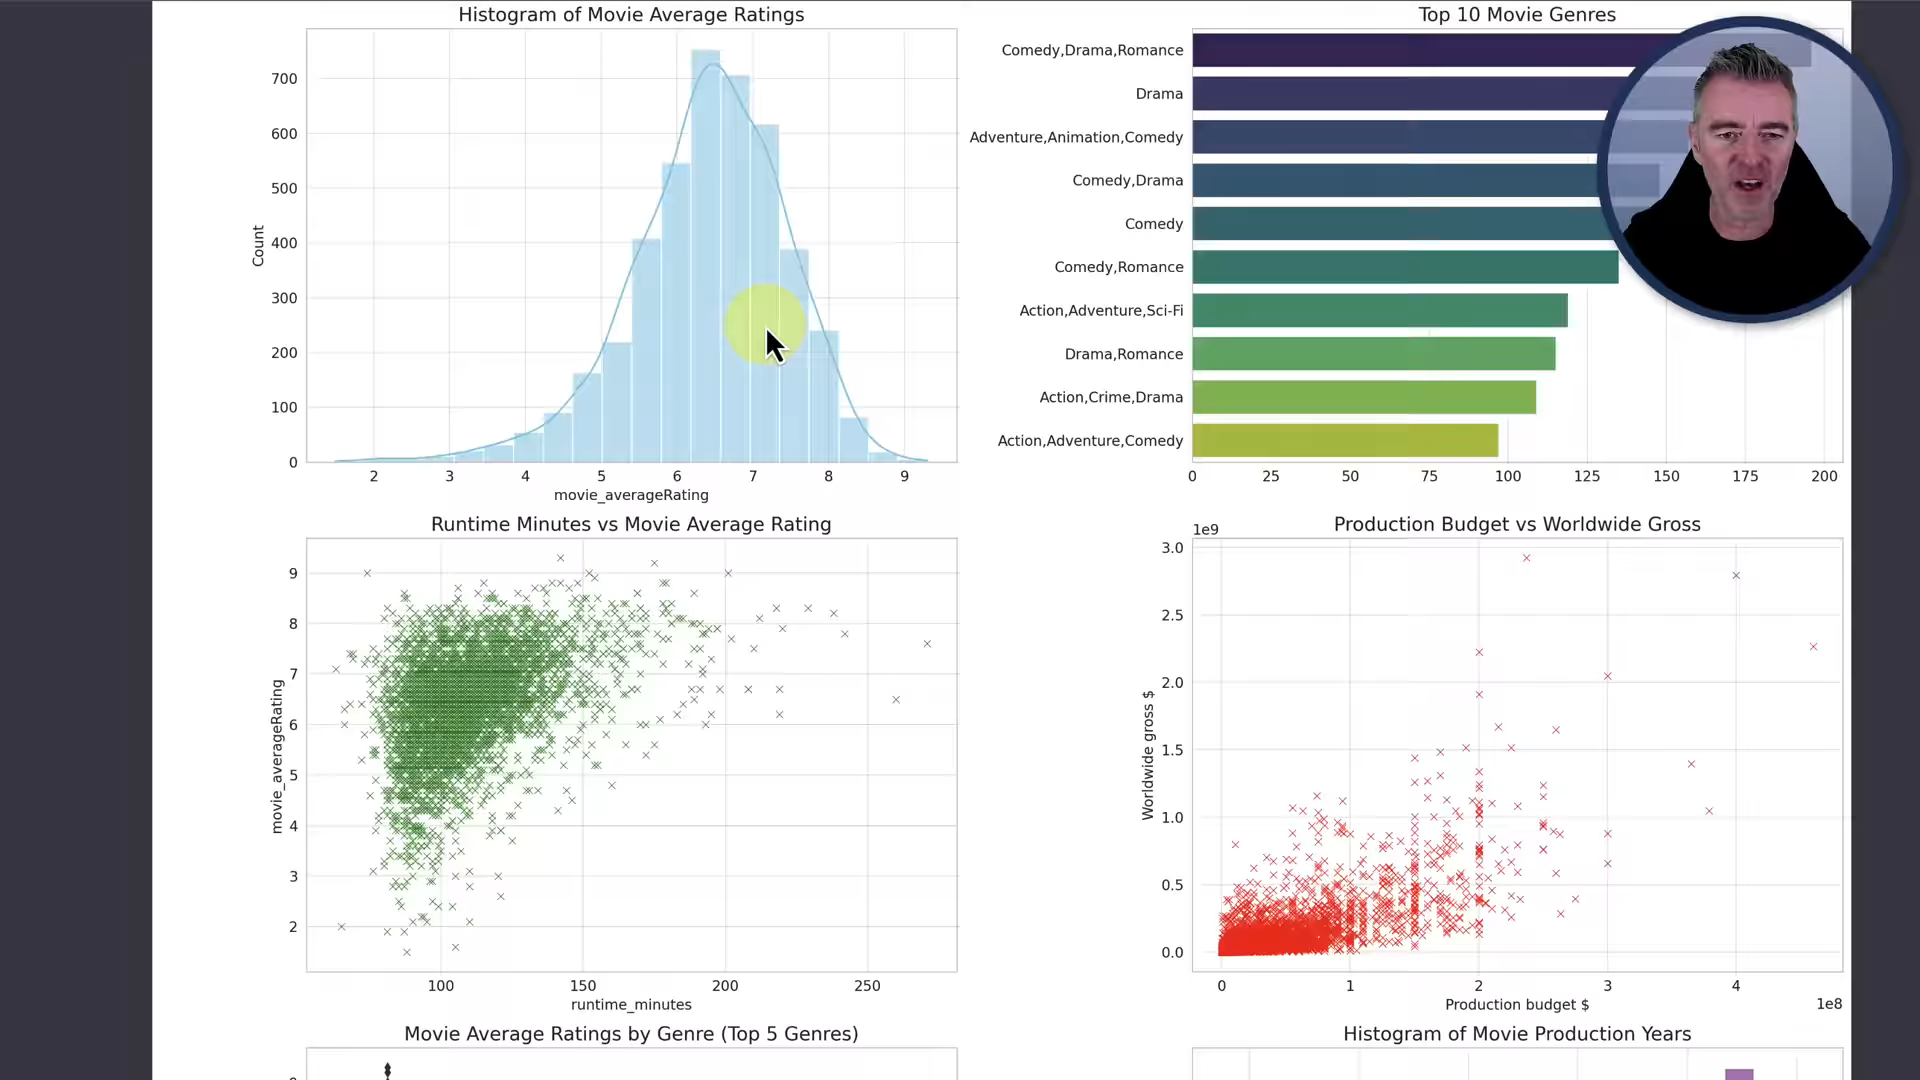 Histogram of Movie Average Ratings
700
600
500
400
300
200
100
0
Count
2 3 4 5 6 7 8 9
movie_averageRating
Top 10 Movie Genres
Comedy,Drama,Romance
Drama
Adventure,Animation,Comedy
Comedy,Drama
Comedy
Comedy,Romance
Action,Adventure,Sci-Fi
Drama,Romance
Action,Crime,Drama
Action,Adventure,Comedy
0 25 50 75 100 125 150 175 200
Runtime Minutes vs Movie Average Rating
9
8
7
6
5
4
3
2
movie_averageRating
100 150 200 250
runtime_minutes
Production Budget vs Worldwide Gross
1e9
3.0
2.5
2.0
1.5
1.0
0.5
0.0
Worldwide gross $
0 1 2 3 4
Production budget $
1e8
Movie Average Ratings by Genre (Top 5 Genres)
Histogram of Movie Production Years